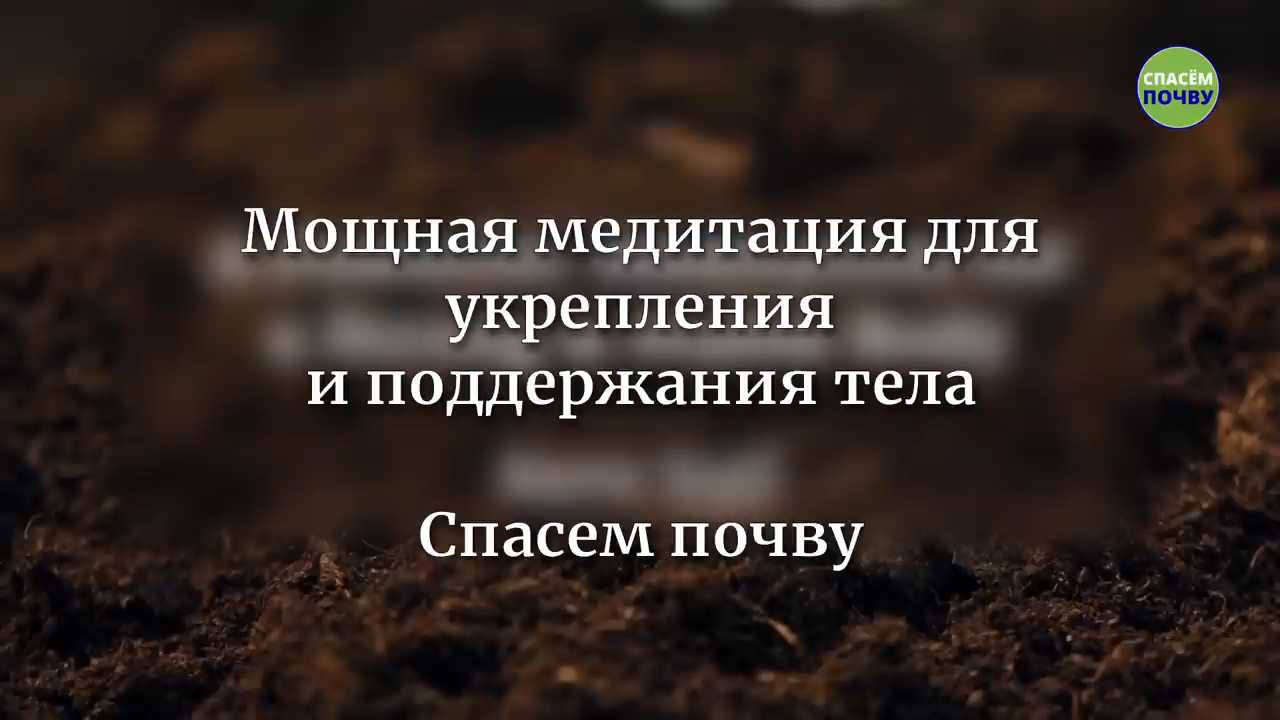 СПАСЁМ
ПОЧВУ
Мощная медитация для
укрепления
и поддержания тела
Спасем почву